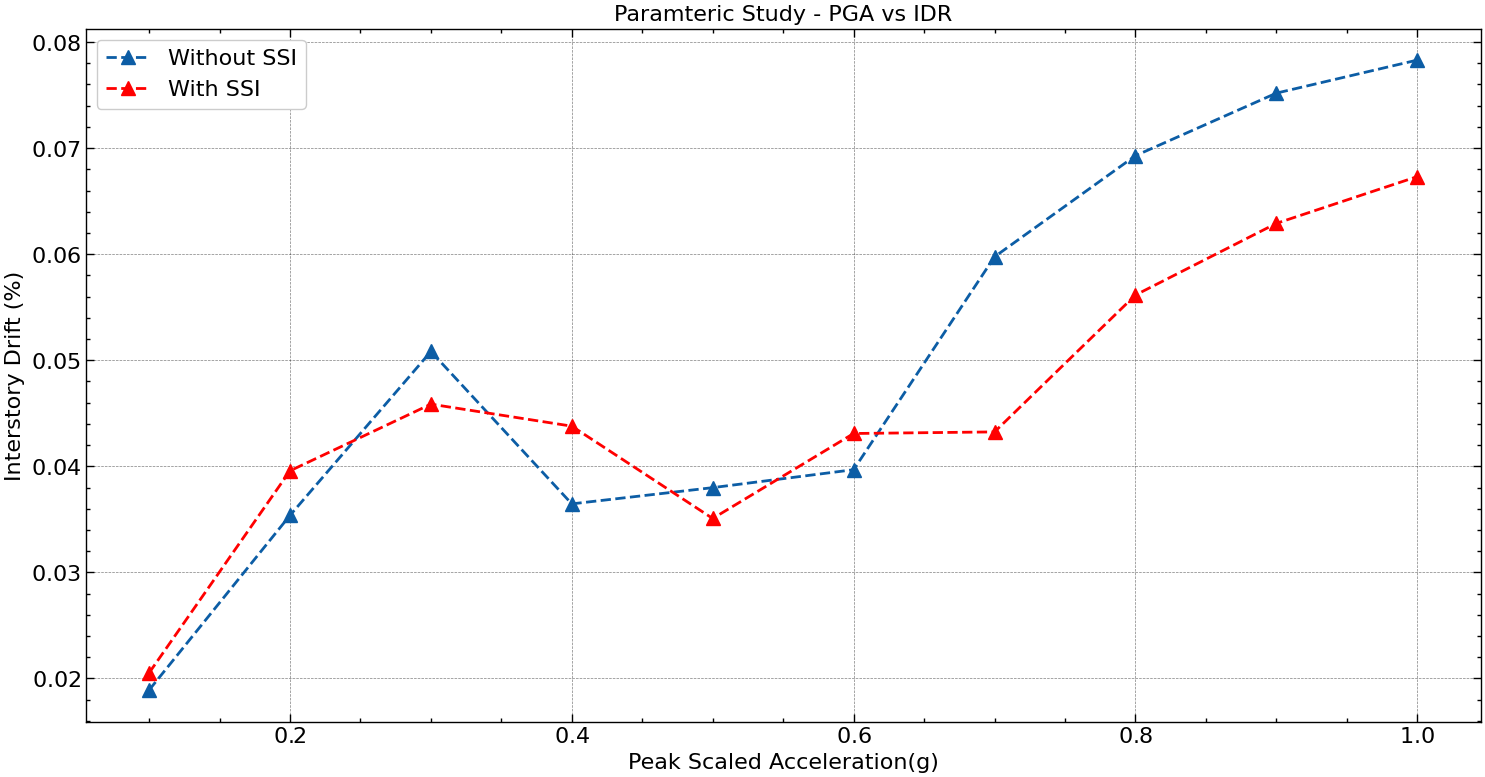 Paramteric Study - PGA vs IDR
Without SSI
With SSI
0.08
0.07
0.06
0.05
0.04
0.03
0.02
Interstory Drift (%)
0.2 0.4 0.6 0.8 1.0
Peak Scaled Acceleration(g)